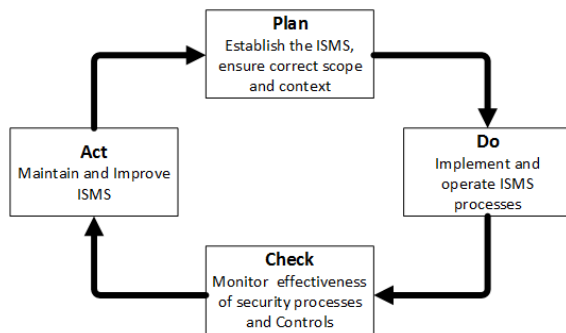 Plan
Establish the ISMS,
ensure correct scope
and context
Do
Implement and
operate ISMS
processes
Check
Monitor effectiveness
of security processes
and Controls
Act
Maintain and Improve
ISMS